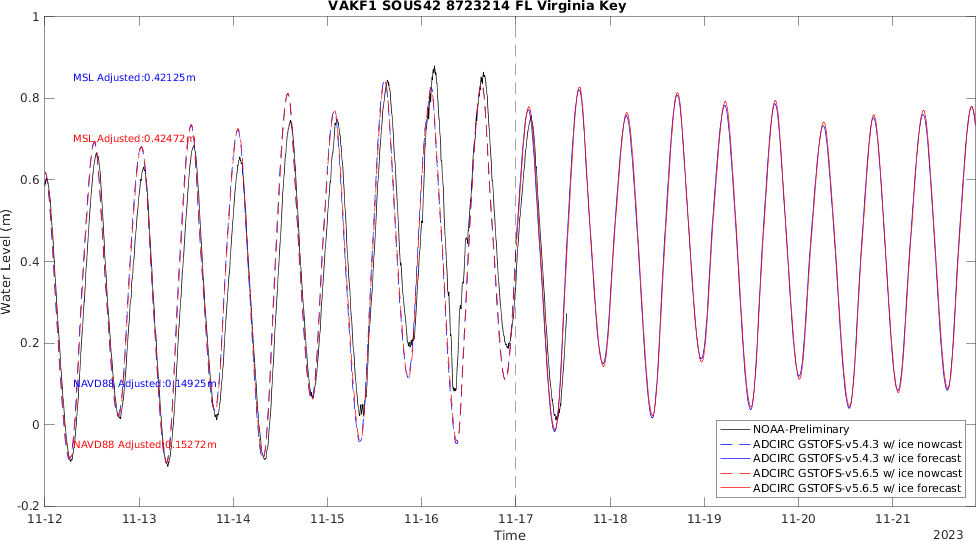 VAKF1 SOUS42 8723214 FL Virginia Key
1
MSL Adjusted:0.42125m
0.8
MSL Adjusted:0.42472m
0.6
Water Level (m)
0.4
0.2
NAVD88 Adjusted:0.14925m
0
NAVD88 Adjusted:0.15272m
NOAA-Preliminary
ADCIRC GSTOFS-v5.4.3 w/ ice nowcast
ADCIRC GSTOFS-v5.4.3 w/ ice forecast
ADCIRC GSTOFS-v5.6.5 w/ ice nowcast
ADCIRC GSTOFS-v5.6.5 w/ ice forecast
-0.2
11-12 11-13 11-14 11-15 11-16 11-17 11-18 11-19 11-20 11-21
Time
2023